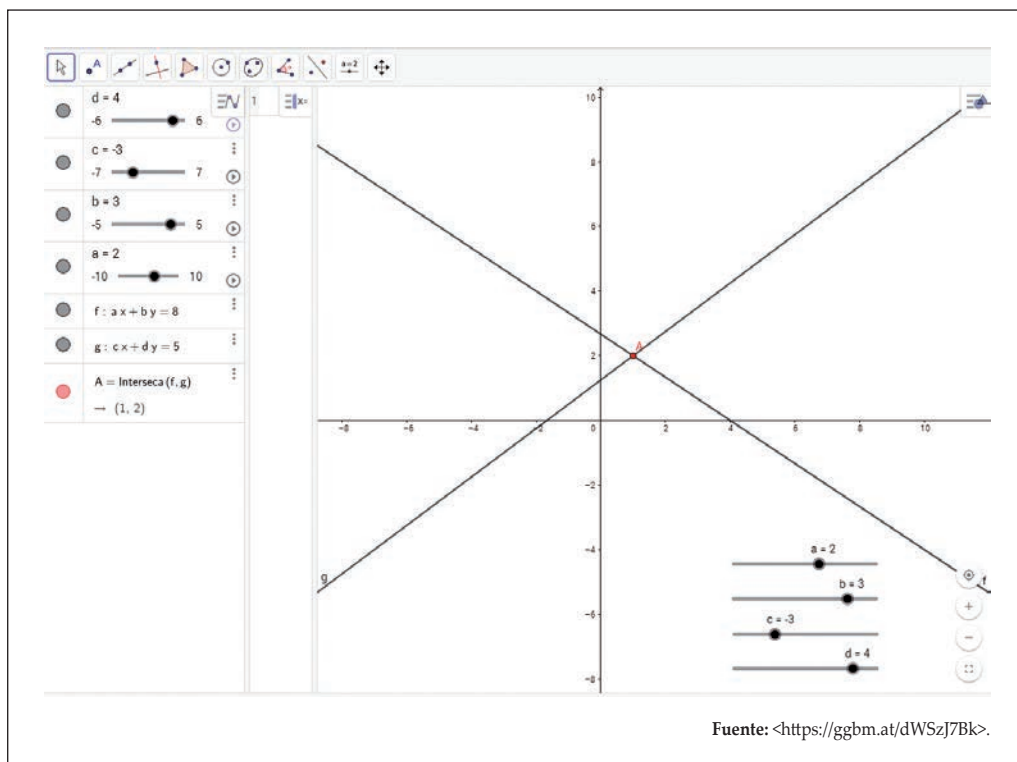 A
a=2
d = 4
-6 6
c = -3
-7 7
b = 3
-5 5
a = 2
-10 10
f : a x + b y = 8
g : c x + d y = 5
A = Interseca (f, g)
→ (1, 2)
1
x=
10
8
6
4
2
0
-2
-4
-6
-8
-8 -6 -4 -2 2 4 6 8 10
A
g
f
a = 2
b = 3
c = -3
d = 4
Fuente: <https://ggbm.at/dWSzJ7Bk>.